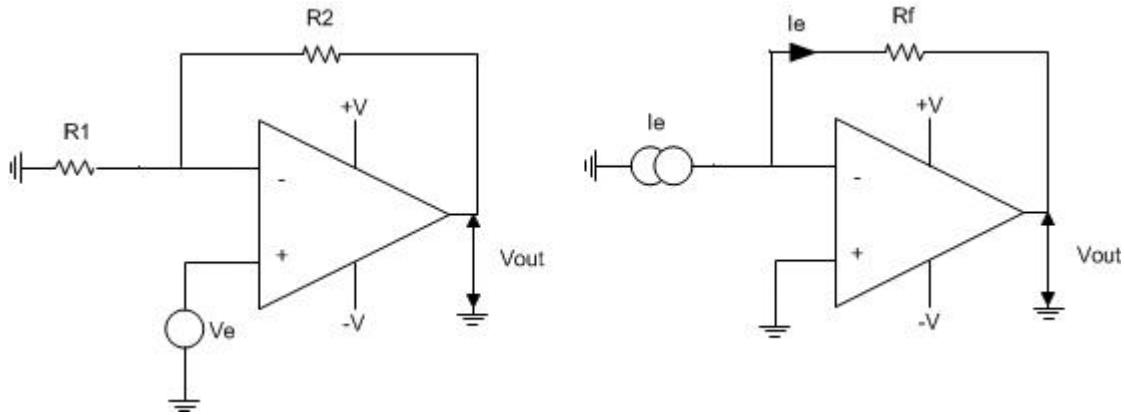 R2
+V
R1
-
+
Vout
-V
Ve
Ie
Rf
+V
Ie
-
+
Vout
-V